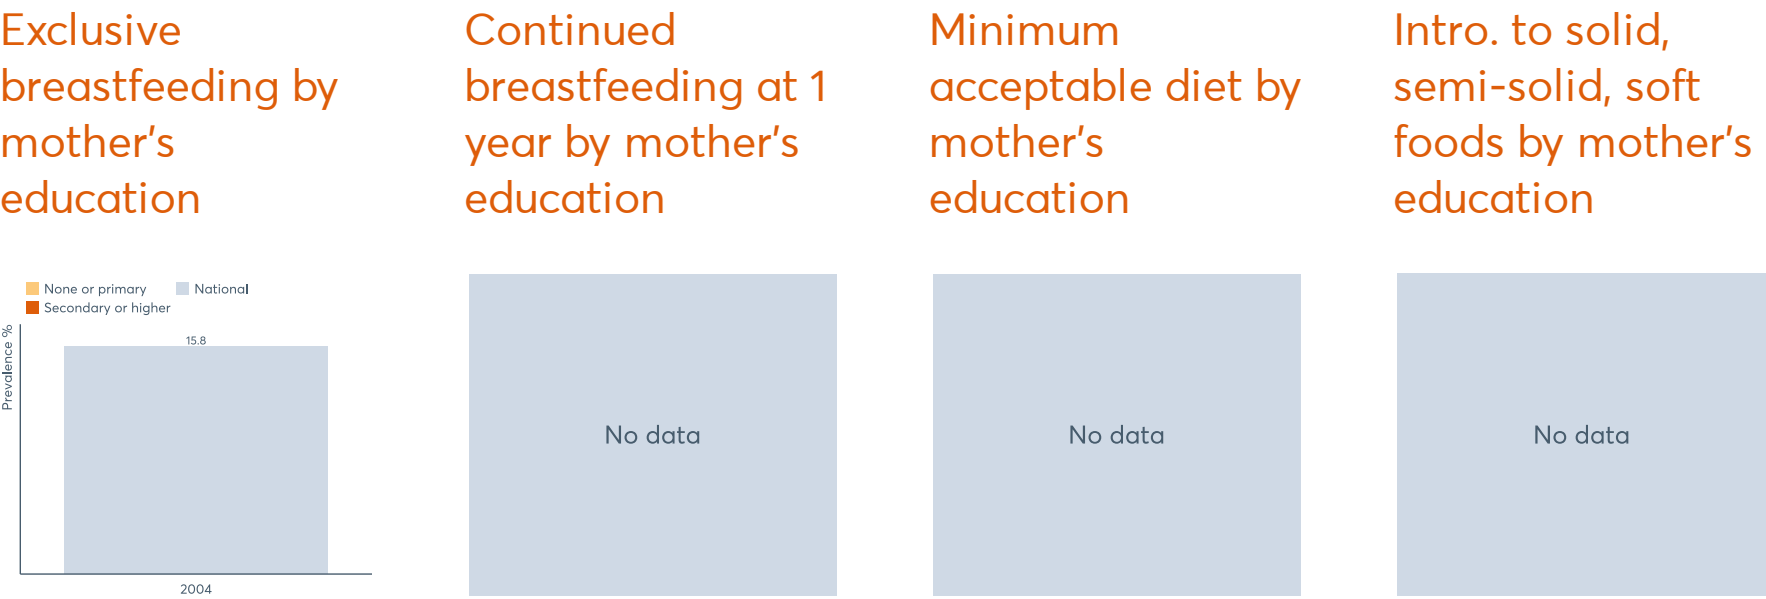 Exclusive
breastfeeding by
mother's
education
None or primary
National
Secondary or higher
Prevalence %
15.8
2004
Continued
breastfeeding at 1
year by mother's
education
No data
Minimum
acceptable diet by
mother's
education
No data
Intro. to solid,
semi-solid, soft
foods by mother's
education
No data